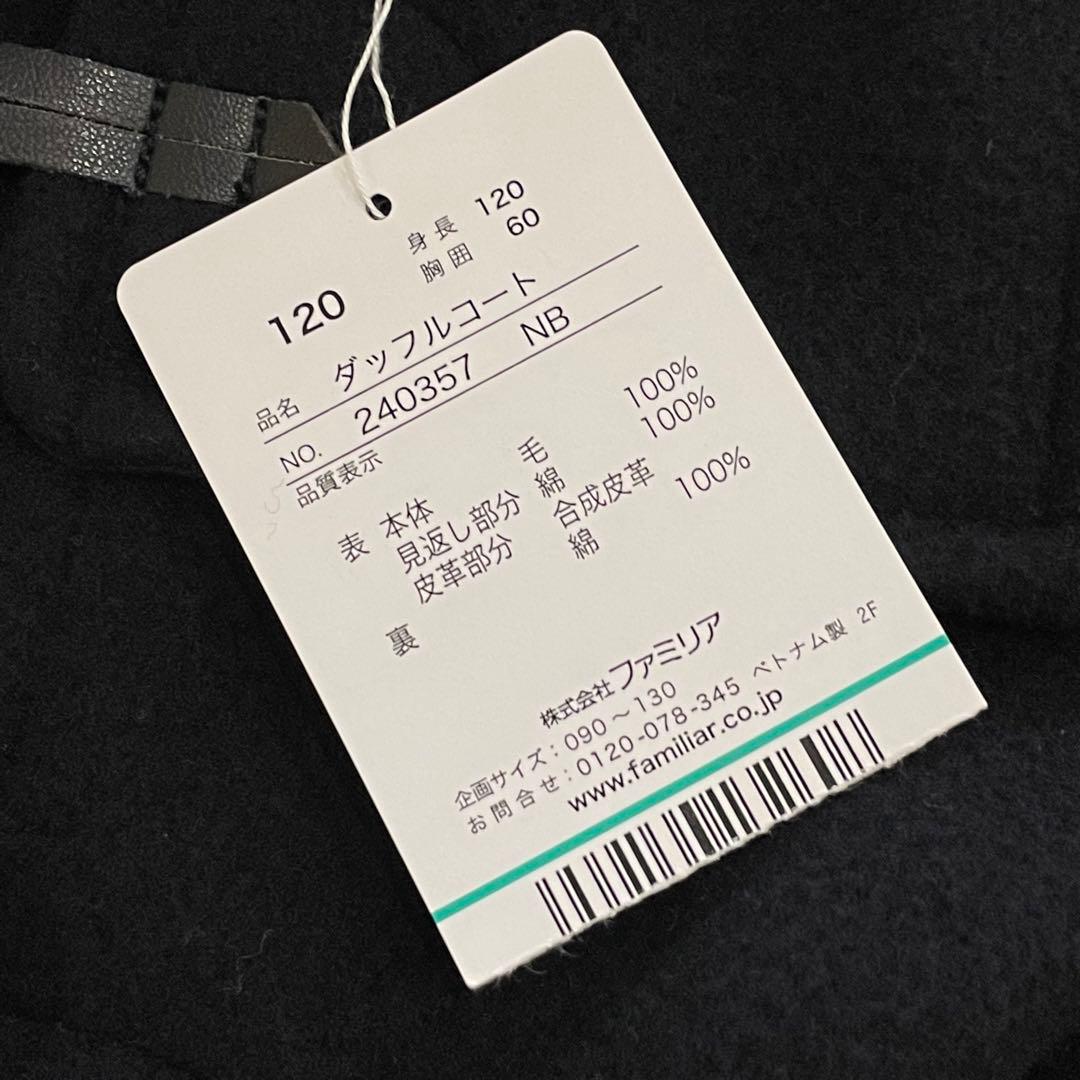 身長 120
胸囲 60
120
品名 ダッフルコート
NO. 240357 NB
品質表示
表 本体 毛 100%
見返し部分 綿 100%
皮革部分 合成皮革
裏 綿 100%
株式会社ファミリア
企画サイズ：090～130
お問合せ：0120-078-345 ベトナム製 2F
www.familiar.co.jp